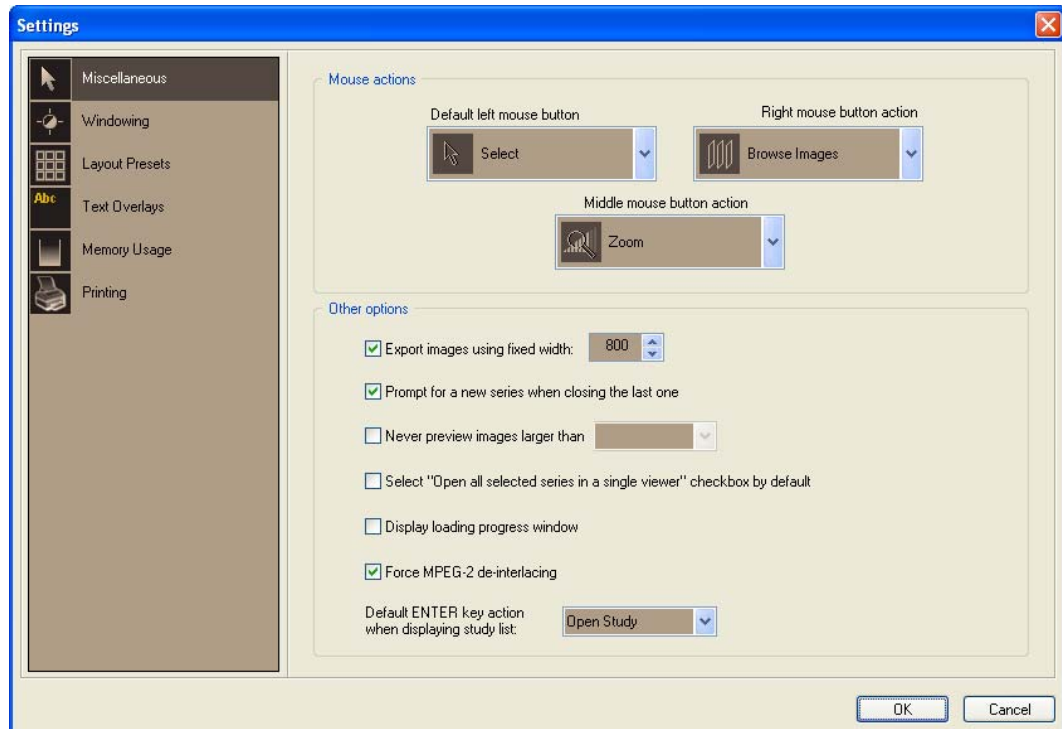 Settings
Miscellaneous
Windowing
Layout Presets
Abc
Text Overlays
Memory Usage
Printing
Mouse actions
Default left mouse button
Right mouse button action
Select
Browse Images
Middle mouse button action
Zoom
Other options
Export images using fixed width: 800
Prompt for a new series when closing the last one
Never preview images larger than
Select "Open all selected series in a single viewer" checkbox by default
Display loading progress window
Force MPEG-2 de-interlacing
Default ENTER key action
when displaying study list:
Open Study
OK
Cancel